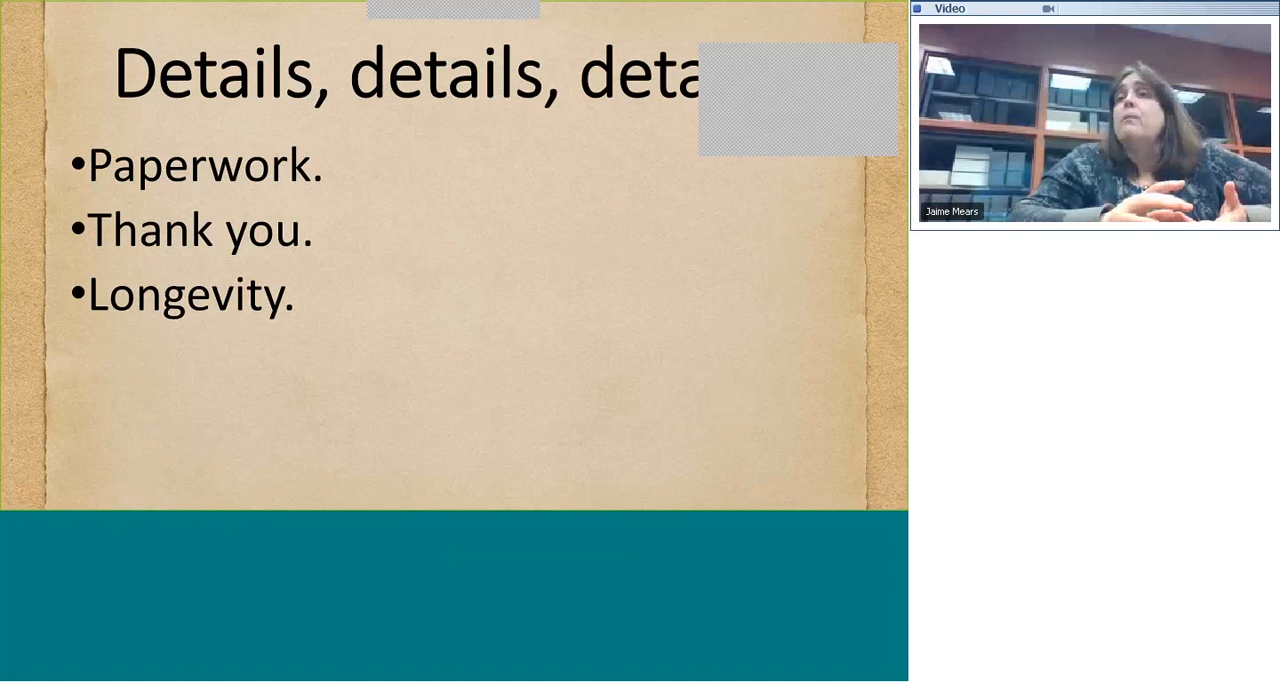 Details, details, deta
•Paperwork.
•Thank you.
•Longevity.
Video
Jaime Mears